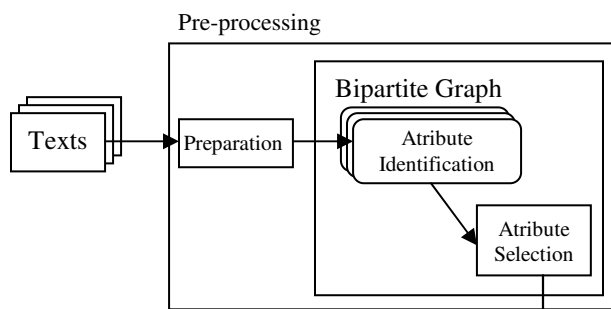 Pre-processing
Bipartite Graph
Texts
Preparation
Atribute
Identification
Atribute
Selection